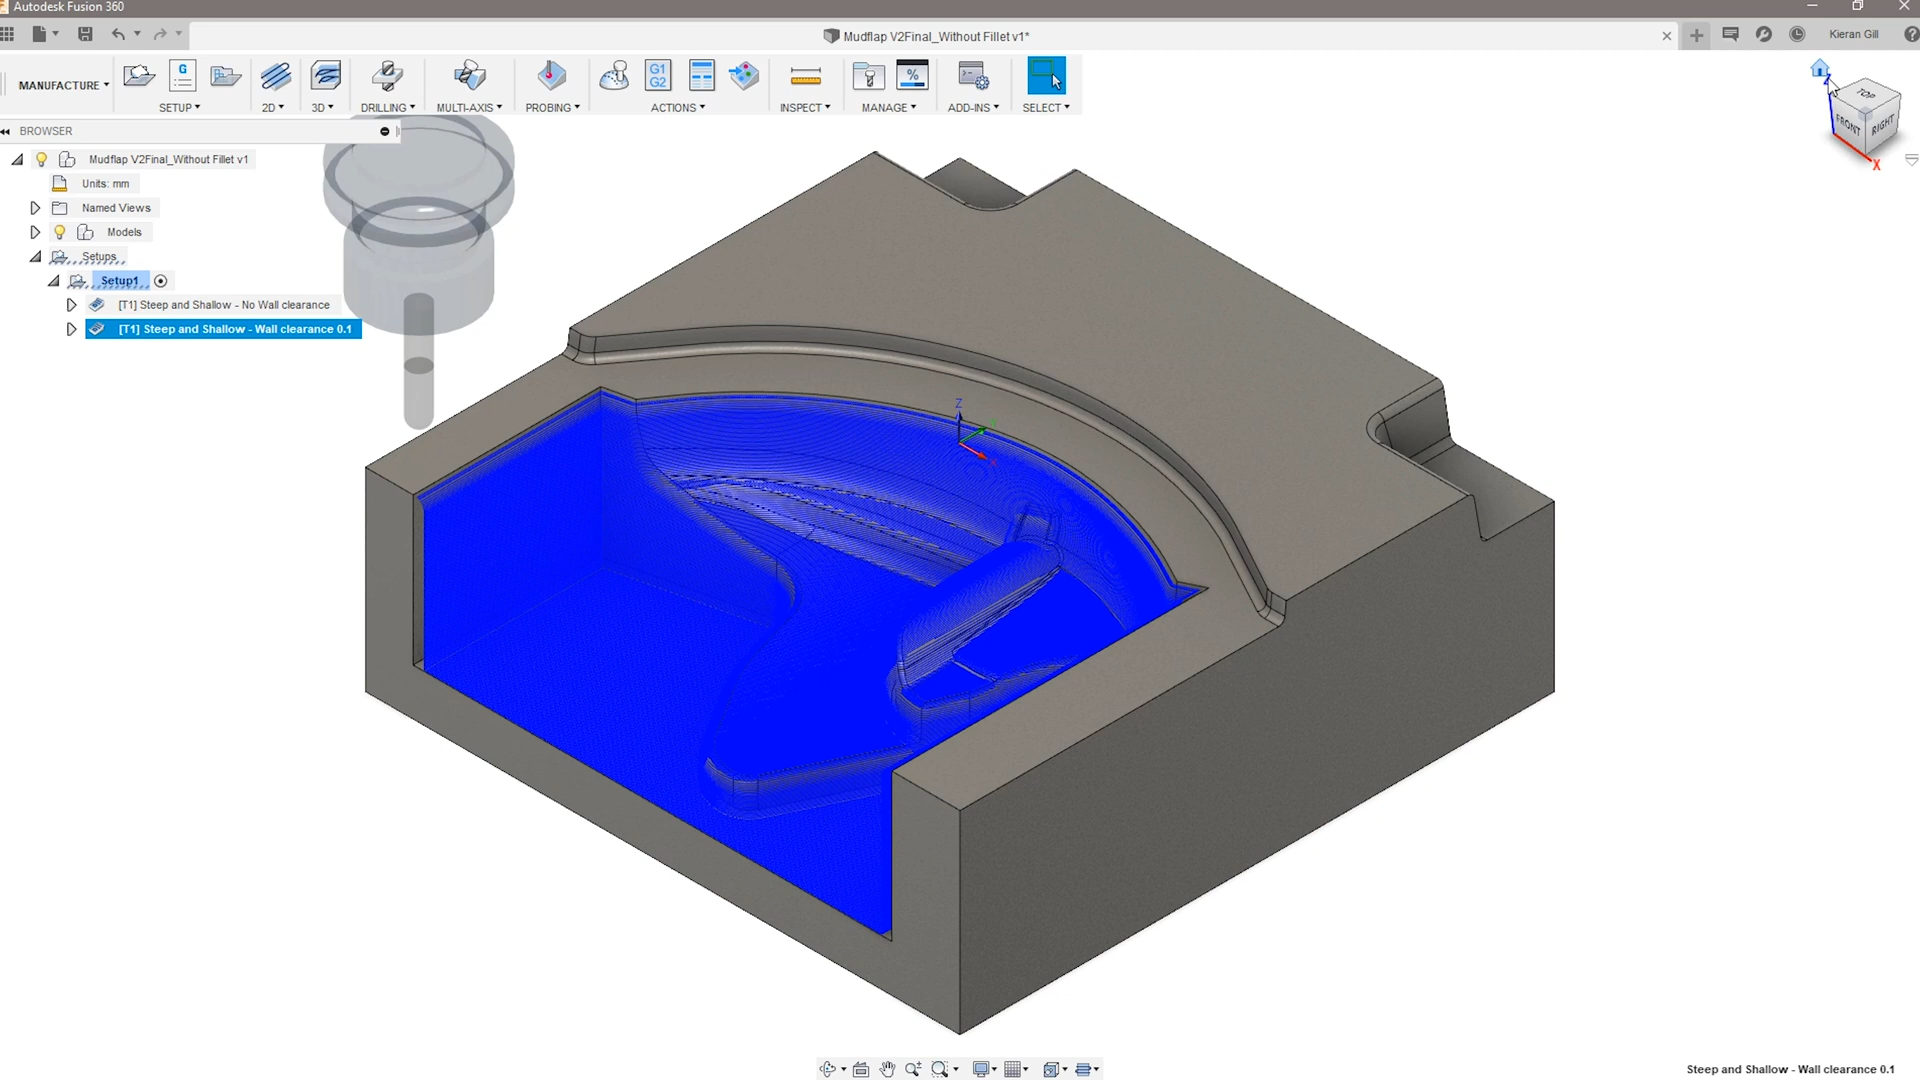 Autodesk Fusion 360
Mudflap V2Final_Without Fillet v1*
Kieran Gill
MANUFACTURE
G
G1
G2
%
SETUP
2D
3D
DRILLING
MULTI-AXIS
PROBING
ACTIONS
INSPECT
MANAGE
ADD-INS
SELECT
Z
TOP
FRONT
RIGHT
X
BROWSER
Mudflap V2Final_Without Fillet v1
Units: mm
Named Views
Models
Setups
Setup1
[T1] Steep and Shallow - No Wall clearance
[T1] Steep and Shallow - Wall clearance 0.1
Z
X
Steep and Shallow - Wall clearance 0.1